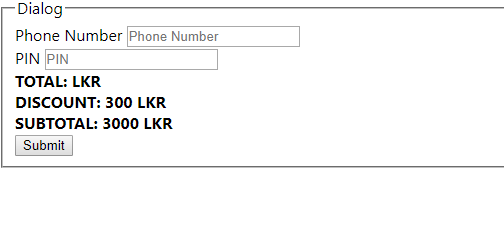 Dialog
Phone Number Phone Number
PIN PIN
TOTAL: LKR
DISCOUNT: 300 LKR
SUBTOTAL: 3000 LKR
Submit